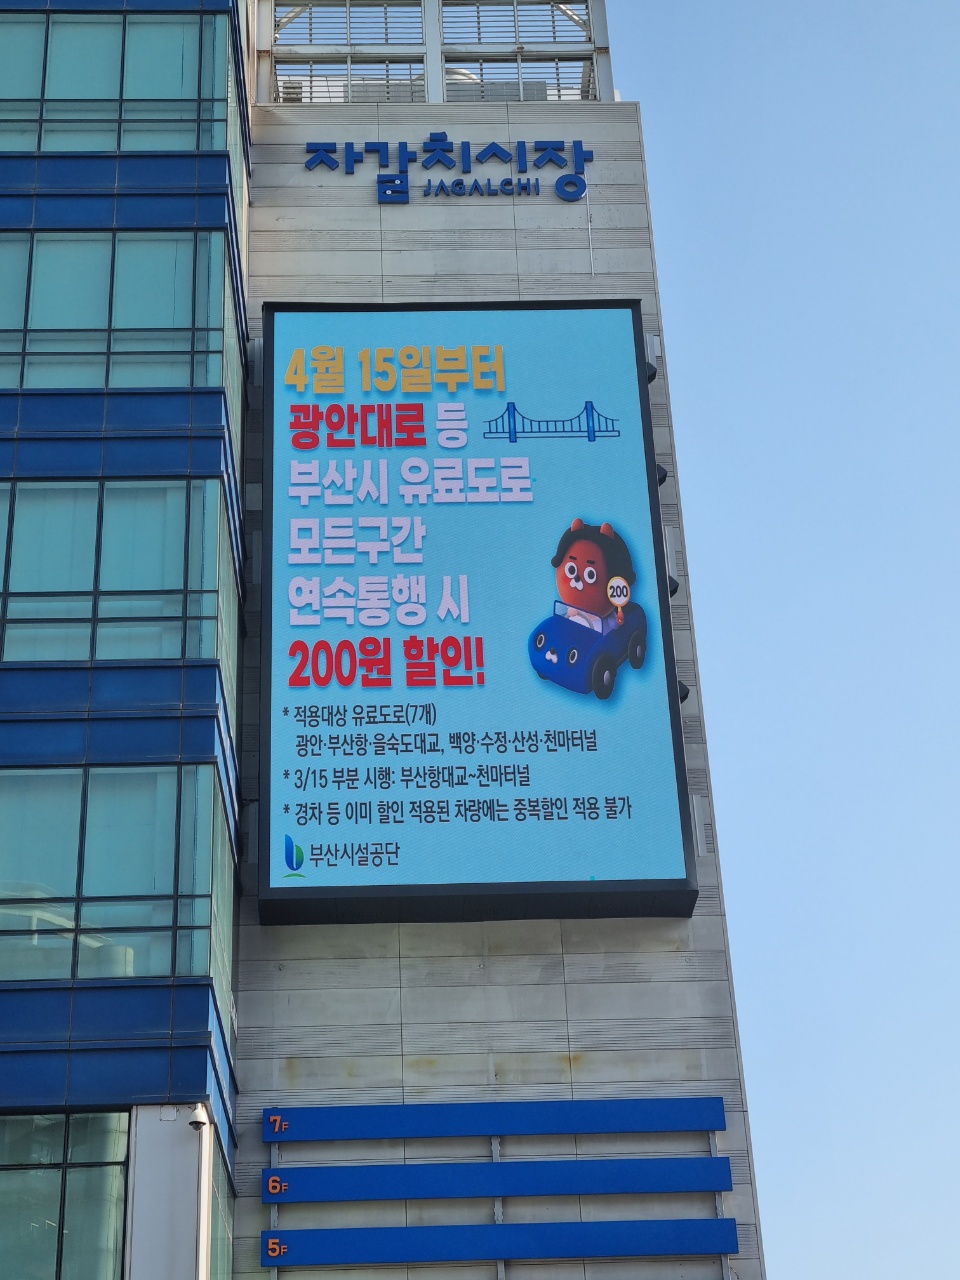 자갈치시장
JAGALCHI
4월 15일부터
광안대로 등
부산시 유료도로
모든구간
연속통행 시
200원 할인!
200
* 적용대상 유료도로(7개)
광안·부산항·을숙도대교, 백양·수정·산성·천마터널
* 3/15 부분 시행: 부산항대교~천마터널
* 경차 등 이미 할인 적용된 차량에는 중복할인 적용 불가
부산시설공단
7F
6F
5F